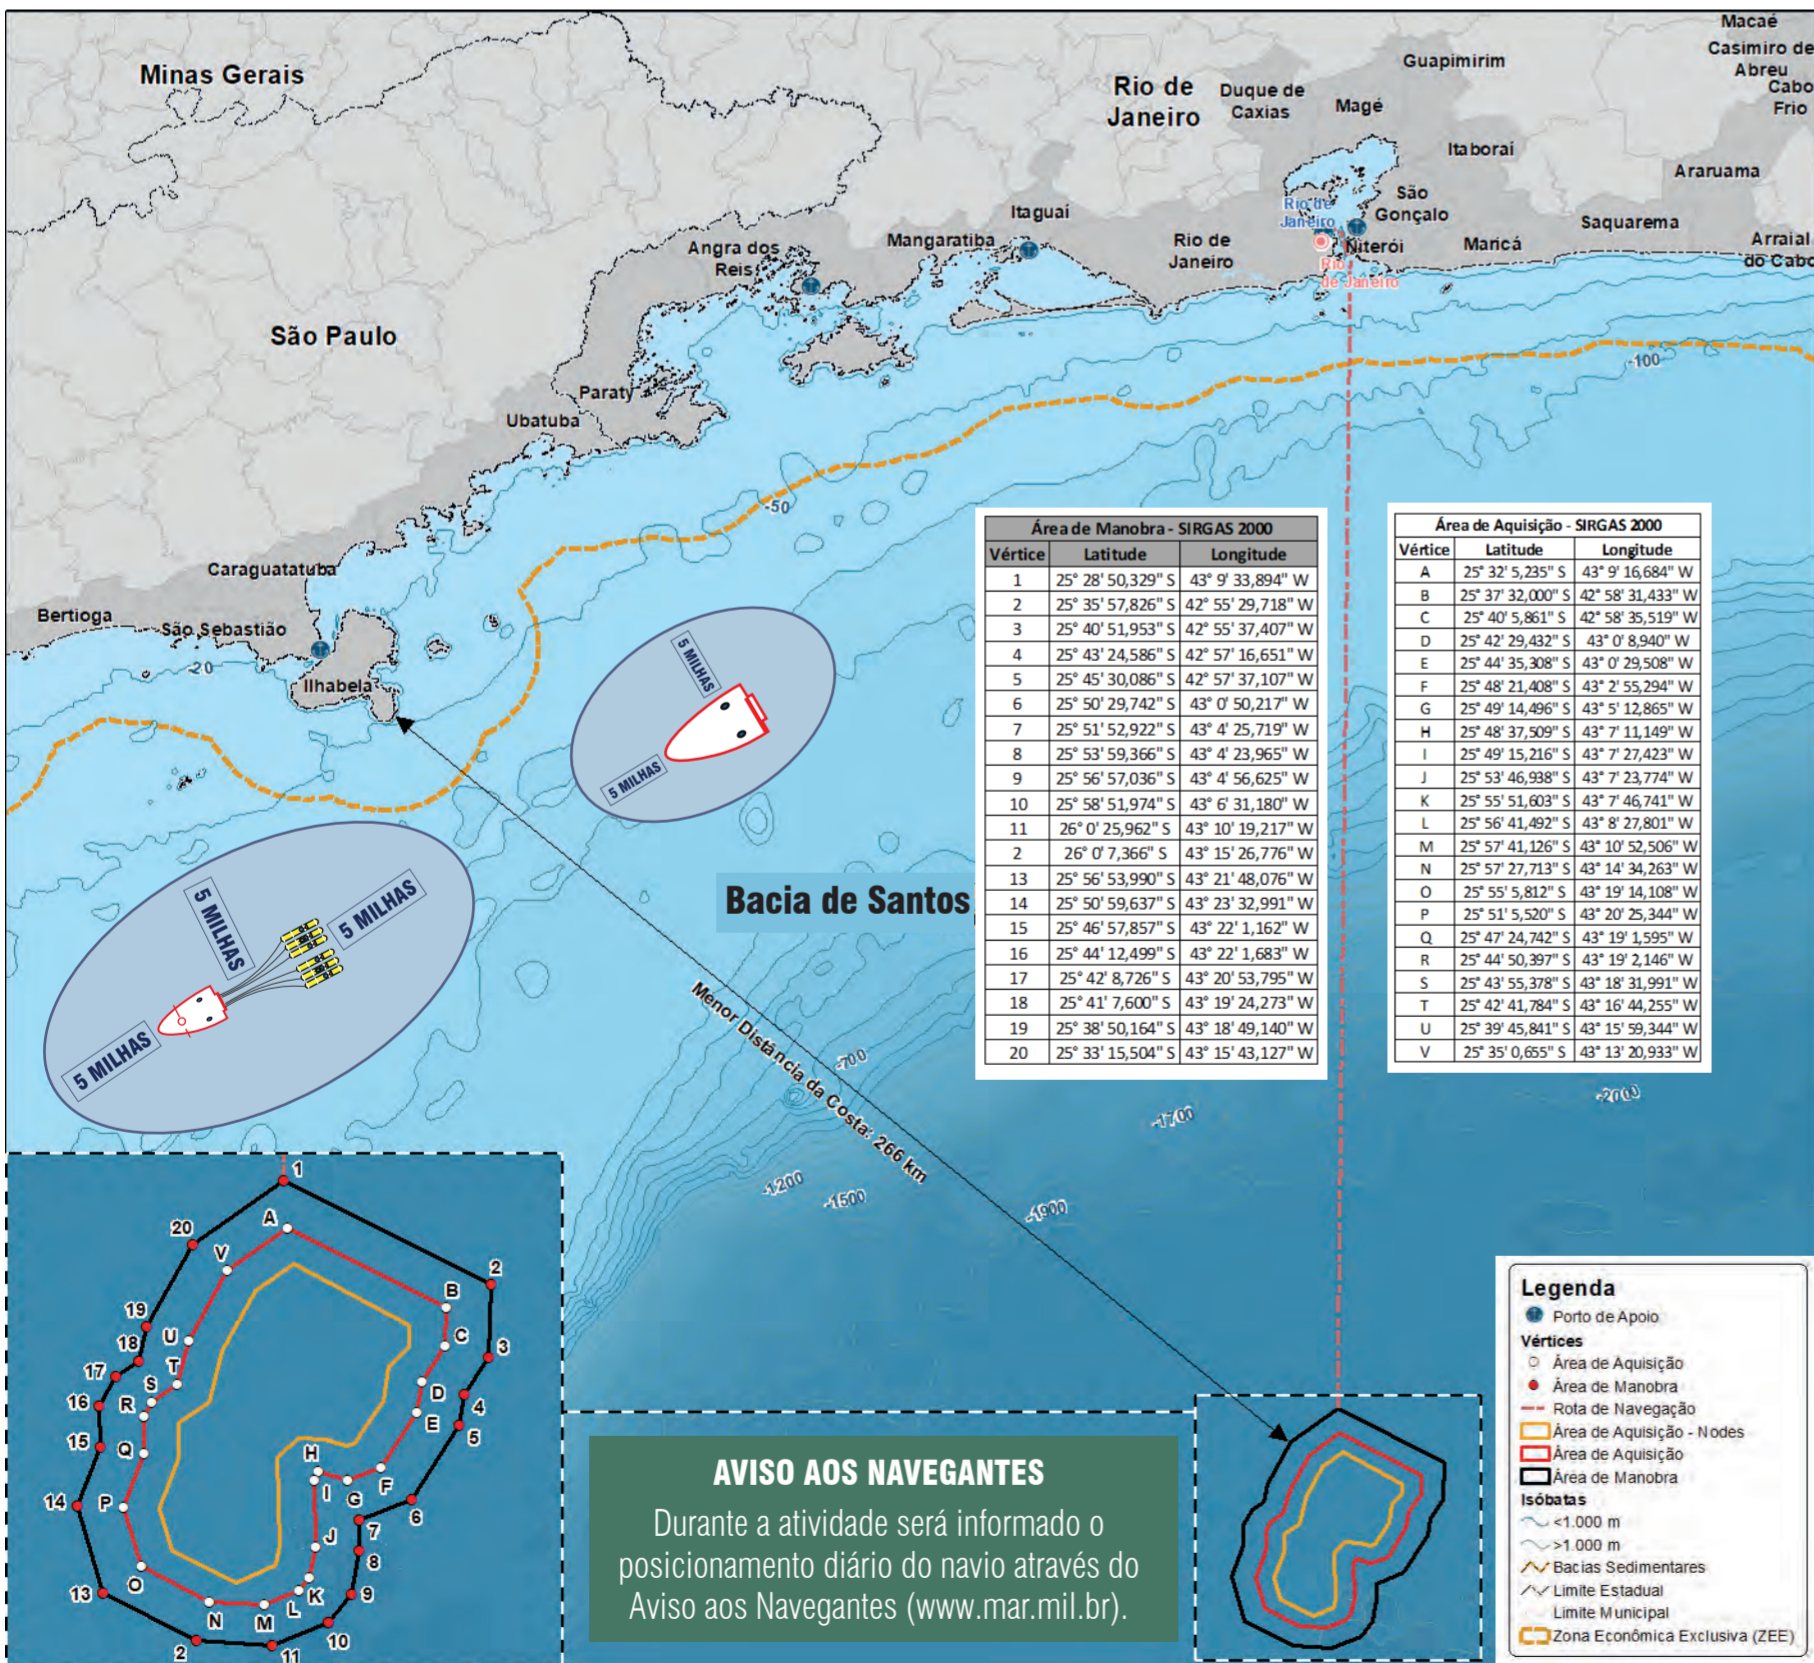 Minas Gerais
São Paulo
Rio de
Janeiro
Duque de
Caxias
Magé
Guapimirim
Macaé
Casimiro de
Abreu
Cabo
Frio
Itaboraí
Araruama
São
Gonçalo
Saquarema
Arraial
do Cabo
Rio de
Janeiro
Niterói
Maricá
Rio
de Janeiro
Rio de
Janeiro
Itaguaí
Mangaratiba
Angra dos
Reis
Paraty
Ubatuba
Caraguatatuba
Bertioga
São Sebastião
Ilhabela
-20
-50
-100
-700
-1200
-1500
-1700
-1900
-2000
5 MILHAS
5 MILHAS
5 MILHAS
5 MILHAS
5 MILHAS
Bacia de Santos
Menor Distância da Costa: 266 km
Área de Manobra - SIRGAS 2000
Vértice Latitude Longitude
1 25° 28' 50,329" S 43° 9' 33,894" W
2 25° 35' 57,826" S 42° 55' 29,718" W
3 25° 40' 51,953" S 42° 55' 37,407" W
4 25° 43' 24,586" S 42° 57' 16,651" W
5 25° 45' 30,086" S 42° 57' 37,107" W
6 25° 50' 29,742" S 43° 0' 50,217" W
7 25° 51' 52,922" S 43° 4' 25,719" W
8 25° 53' 59,366" S 43° 4' 23,965" W
9 25° 56' 57,036" S 43° 4' 56,625" W
10 25° 58' 51,974" S 43° 6' 31,180" W
11 26° 0' 25,962" S 43° 10' 19,217" W
2 26° 0' 7,366" S 43° 15' 26,776" W
13 25° 56' 53,990" S 43° 21' 48,076" W
14 25° 50' 59,637" S 43° 23' 32,991" W
15 25° 46' 57,857" S 43° 22' 1,162" W
16 25° 44' 12,499" S 43° 22' 1,683" W
17 25° 42' 8,726" S 43° 20' 53,795" W
18 25° 41' 7,600" S 43° 19' 24,273" W
19 25° 38' 50,164" S 43° 18' 49,140" W
20 25° 33' 15,504" S 43° 15' 43,127" W
Área de Aquisição - SIRGAS 2000
Vértice Latitude Longitude
A 25° 32' 5,235" S 43° 9' 16,684" W
B 25° 37' 32,000" S 42° 58' 31,433" W
C 25° 40' 5,861" S 42° 58' 35,519" W
D 25° 42' 29,432" S 43° 0' 8,940" W
E 25° 44' 35,308" S 43° 0' 29,508" W
F 25° 48' 21,408" S 43° 2' 55,294" W
G 25° 49' 14,496" S 43° 5' 12,865" W
H 25° 48' 37,509" S 43° 7' 11,149" W
I 25° 49' 15,216" S 43° 7' 27,423" W
J 25° 53' 46,938" S 43° 7' 23,774" W
K 25° 55' 51,603" S 43° 7' 46,741" W
L 25° 56' 41,492" S 43° 8' 27,801" W
M 25° 57' 41,126" S 43° 10' 52,506" W
N 25° 57' 27,713" S 43° 14' 34,263" W
O 25° 55' 5,812" S 43° 19' 14,108" W
P 25° 51' 5,520" S 43° 20' 25,344" W
Q 25° 47' 24,742" S 43° 19' 1,595" W
R 25° 44' 50,397" S 43° 19' 2,146" W
S 25° 43' 55,378" S 43° 18' 31,991" W
T 25° 42' 41,784" S 43° 16' 44,255" W
U 25° 39' 45,841" S 43° 15' 59,344" W
V 25° 35' 0,655" S 43° 13' 20,933" W
1
2
3
4
5
6
7
8
9
10
11
2
13
14
15
16
17
18
19
20
A
B
C
D
E
F
G
H
I
J
K
L
M
N
O
P
Q
R
S
T
U
V
AVISO AOS NAVEGANTES
Durante a atividade será informado o
posicionamento diário do navio através do
Aviso aos Navegantes (www.mar.mil.br).
Legenda
Porto de Apoio
Vértices
Área de Aquisição
Área de Manobra
Rota de Navegação
Área de Aquisição - Nodes
Área de Aquisição
Área de Manobra
Isóbatas
<1.000 m
>1.000 m
Bacias Sedimentares
Limite Estadual
Limite Municipal
Zona Econômica Exclusiva (ZEE)